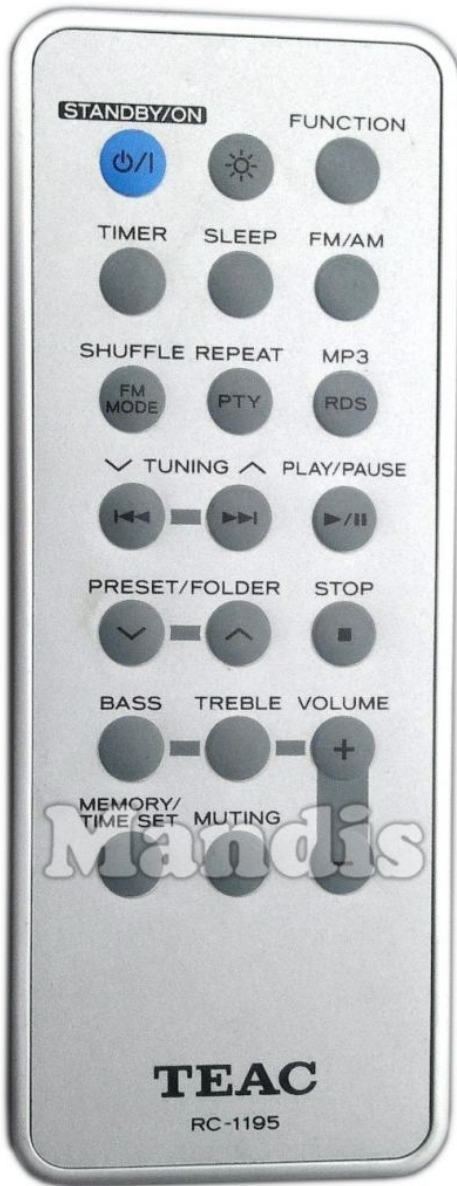 STANDBY/ON
FUNCTION
⏻/I
TIMER SLEEP FM/AM
SHUFFLE REPEAT MP3
FM
MODE
PTY
RDS
TUNING PLAY/PAUSE
PRESET/FOLDER STOP
BASS TREBLE VOLUME
+
MEMORY/
TIME SET
MUTING
-
Mandis
TEAC
RC-1195